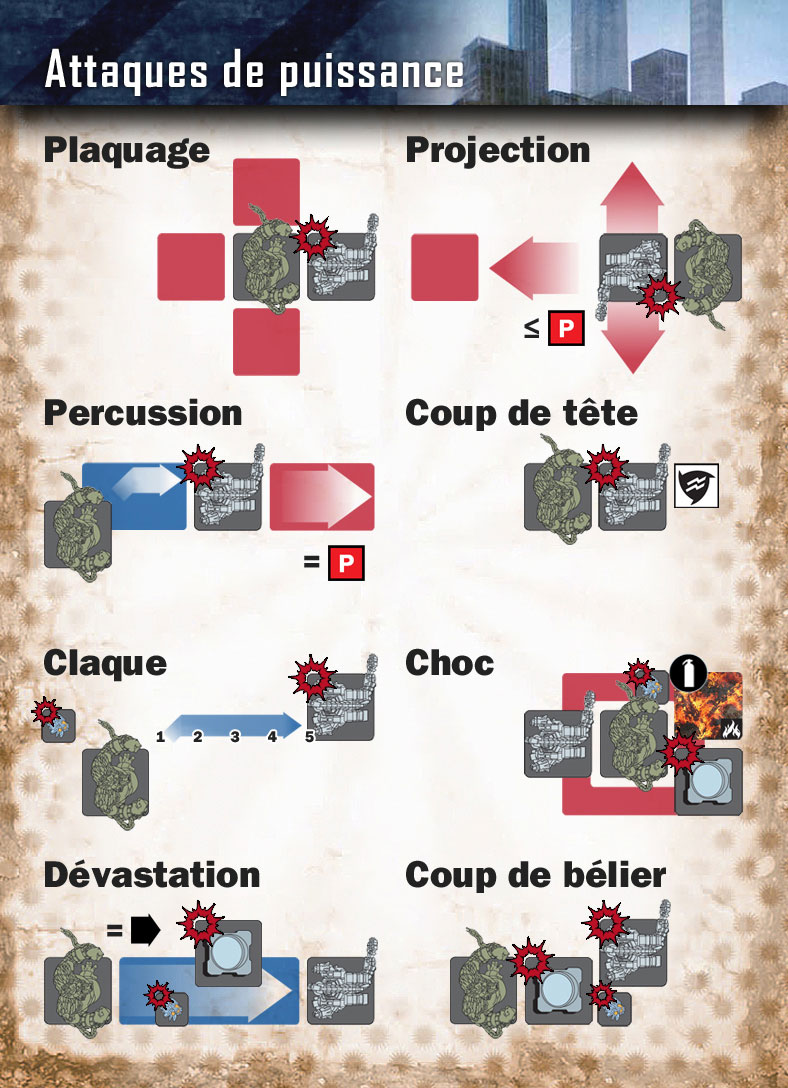 Attaques de puissance
Plaquage
Projection
≤ P
Percussion
= P
Coup de tête
Claque
1 2 3 4 5
Choc
Dévastation
=
Coup de bélier